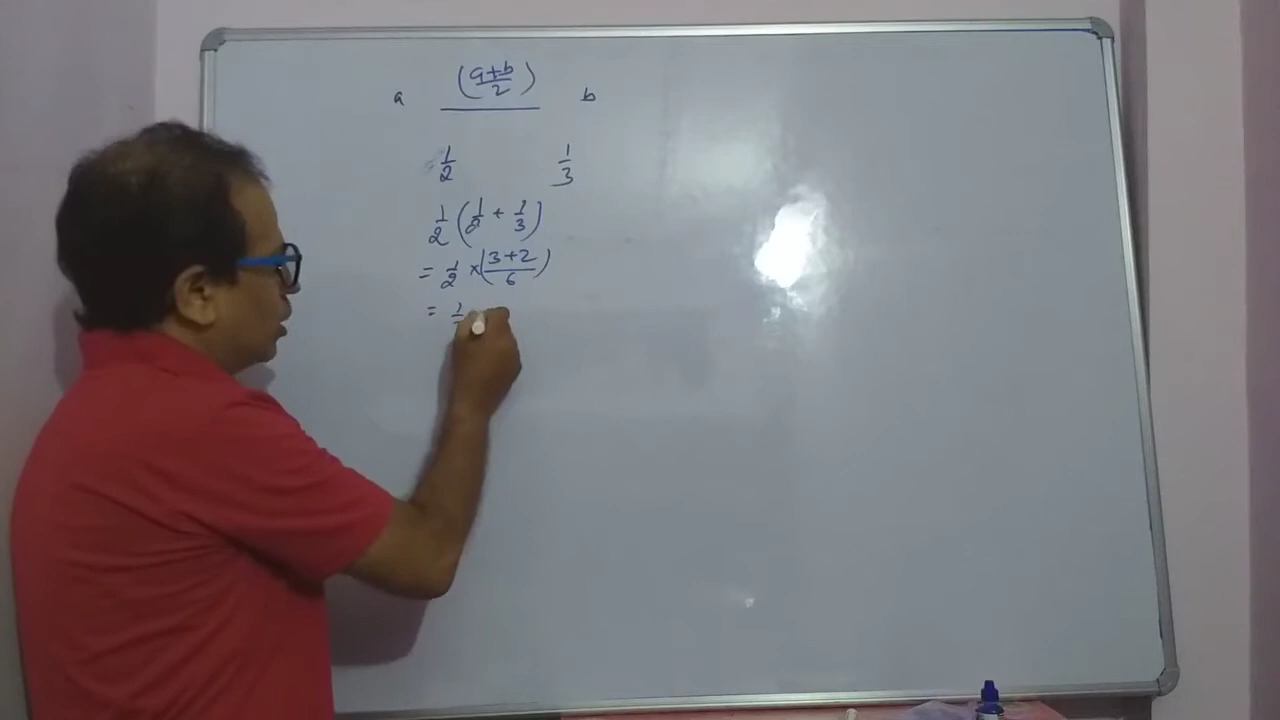 a (a+b/2) b
1/2 1/3
1/2 (1/2 + 1/3)
= 1/2 × (3+2/6)
= 1